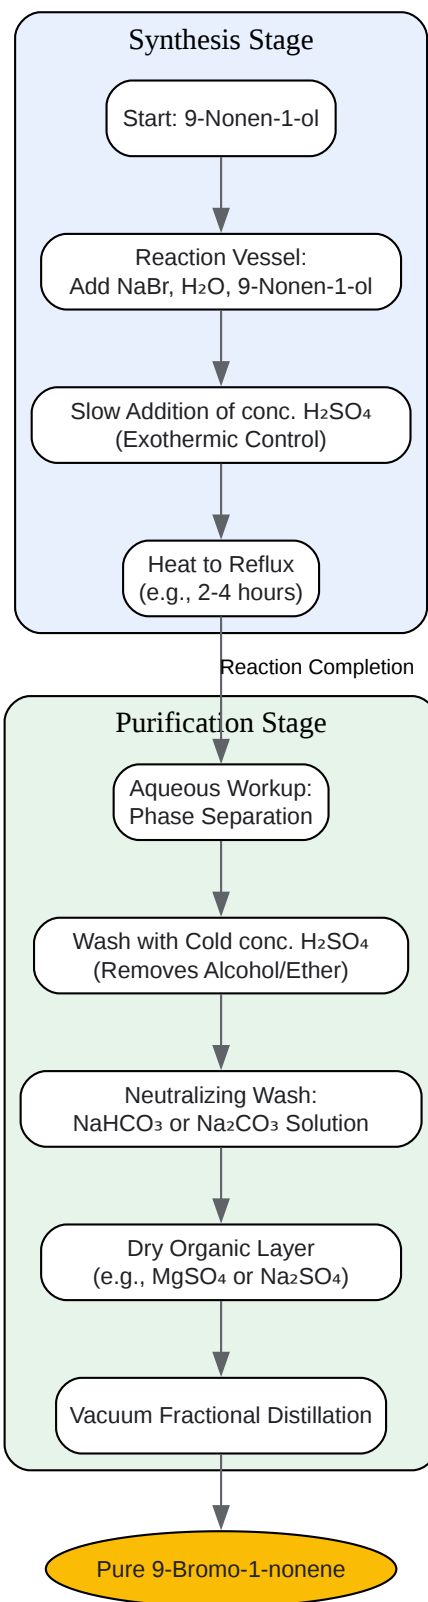 Synthesis Stage
Start: 9-Nonen-1-ol
Reaction Vessel:
Add NaBr, H₂O, 9-Nonen-1-ol
Slow Addition of conc. H₂SO₄
(Exothermic Control)
Heat to Reflux
(e.g., 2-4 hours)
Reaction Completion
Purification Stage
Aqueous Workup:
Phase Separation
Wash with Cold conc. H₂SO₄
(Removes Alcohol/Ether)
Neutralizing Wash:
NaHCO₃ or Na₂CO₃ Solution
Dry Organic Layer
(e.g., MgSO₄ or Na₂SO₄)
Vacuum Fractional Distillation
Pure 9-Bromo-1-nonene